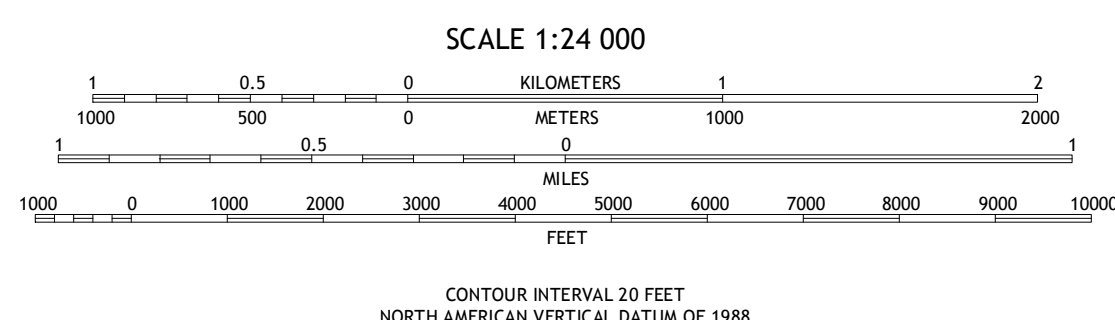 SCALE 1:24 000
1 0.5 0 KILOMETERS 1 2
1000 500 0 METERS 1000 2000
1 0.5 0 1
MILES
1000 0 1000 2000 3000 4000 5000 6000 7000 8000 9000 10000
FEET
CONTOUR INTERVAL 20 FEET
NORTH AMERICAN VERTICAL DATUM OF 1988